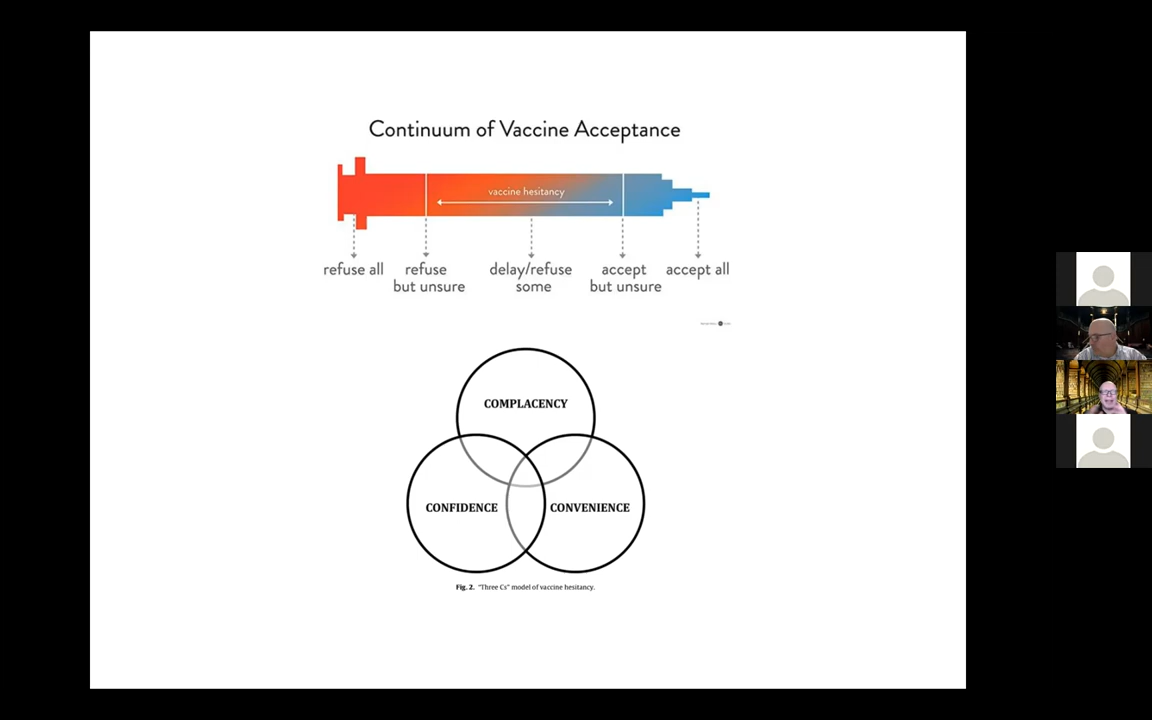 Continuum of Vaccine Acceptance
vaccine hesitancy
refuse all
refuse
but unsure
delay/refuse
some
accept
but unsure
accept all
COMPLACENCY
CONFIDENCE
CONVENIENCE
Fig. 2. "Three Cs" model of vaccine hesitancy.